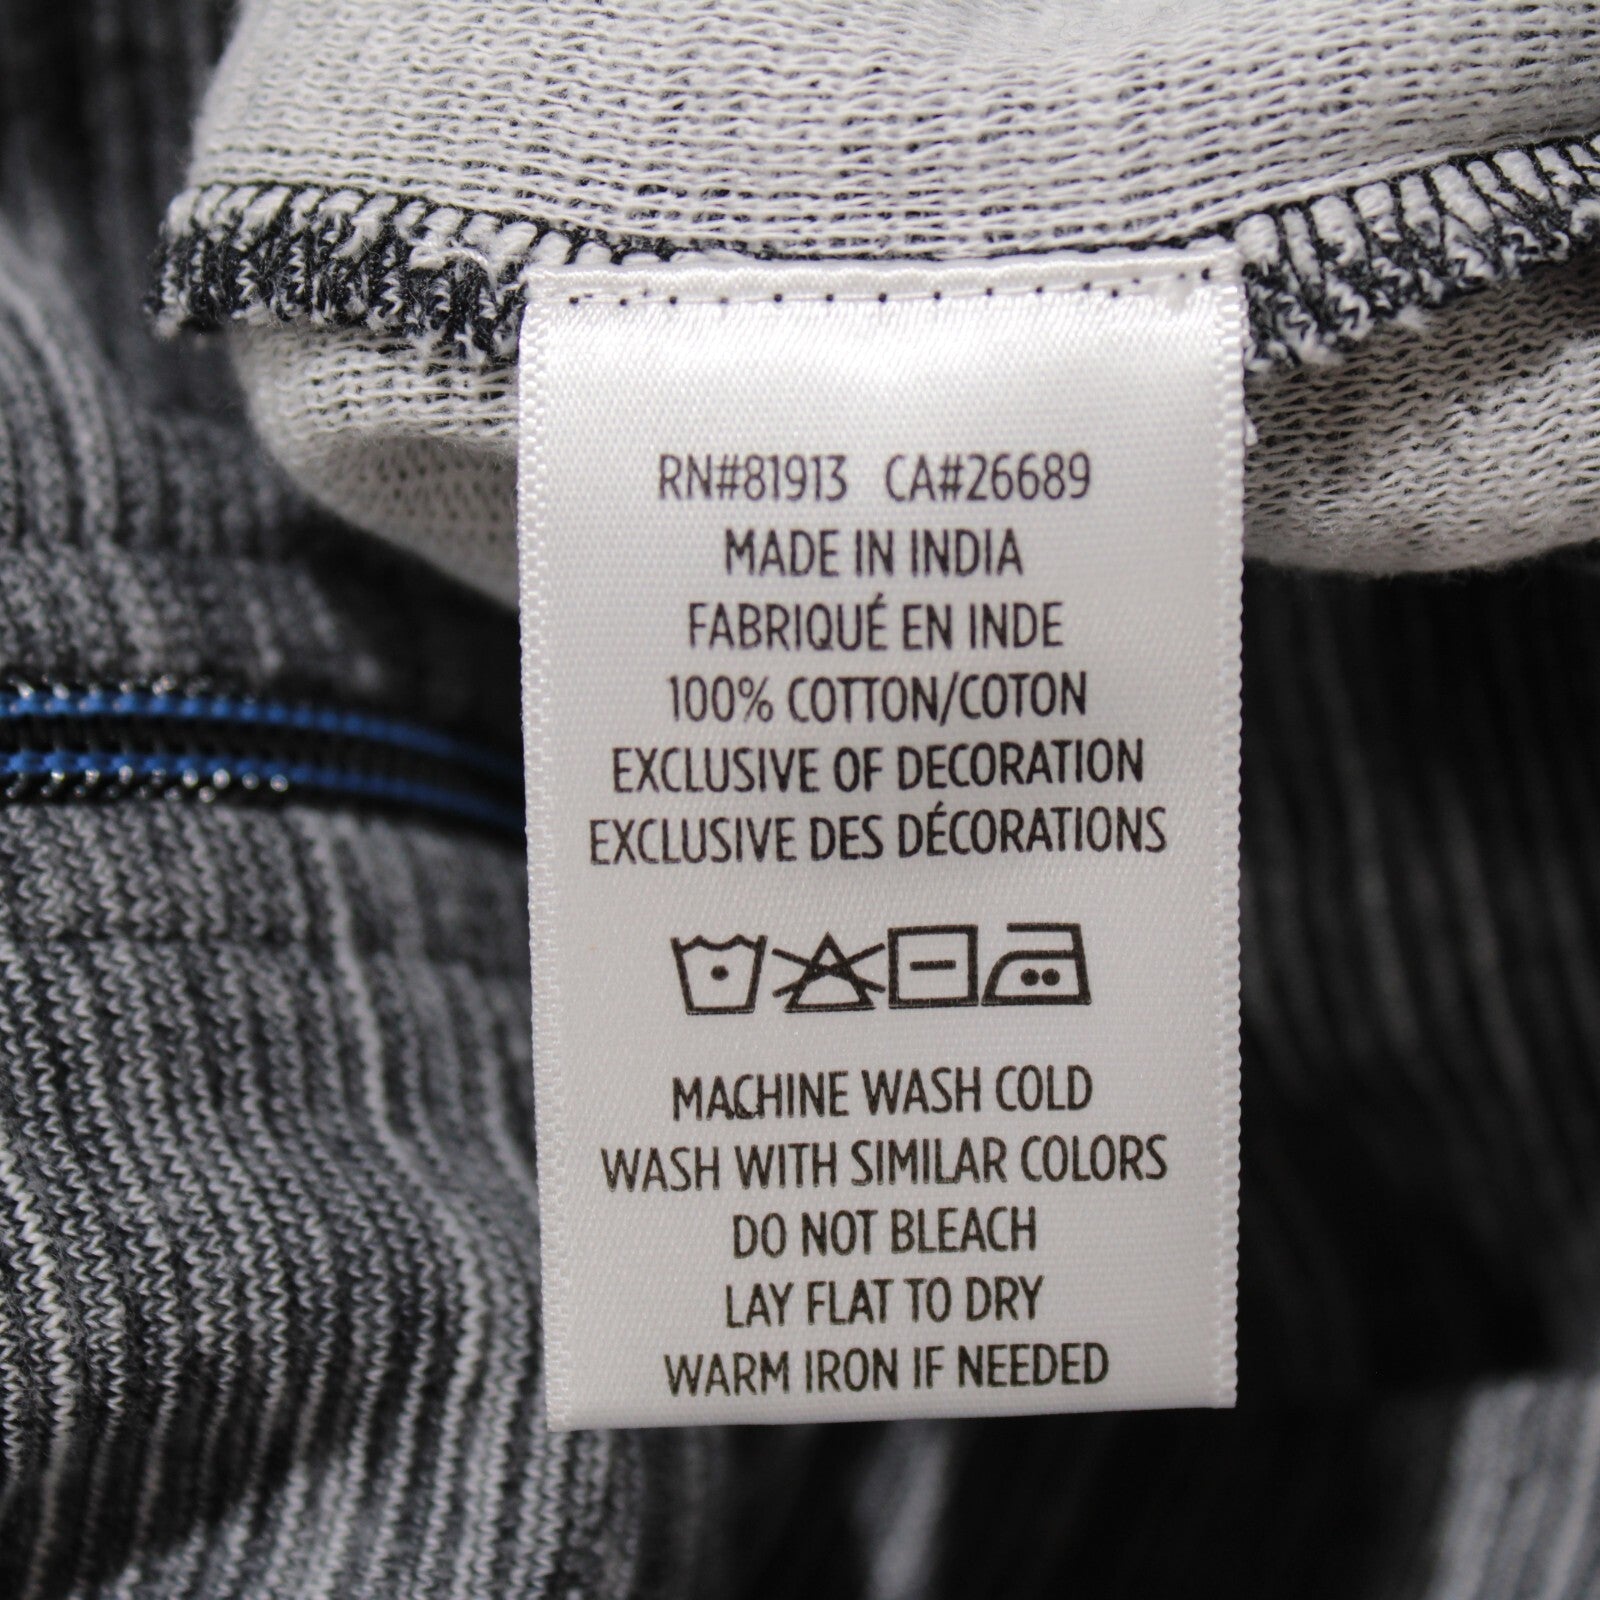 RN#81913 CA#26689
MADE IN INDIA
FABRIQUÉ EN INDE
100% COTTON/COTON
EXCLUSIVE OF DECORATION
EXCLUSIVE DES DÉCORATIONS
MACHINE WASH COLD
WASH WITH SIMILAR COLORS
DO NOT BLEACH
LAY FLAT TO DRY
WARM IRON IF NEEDED